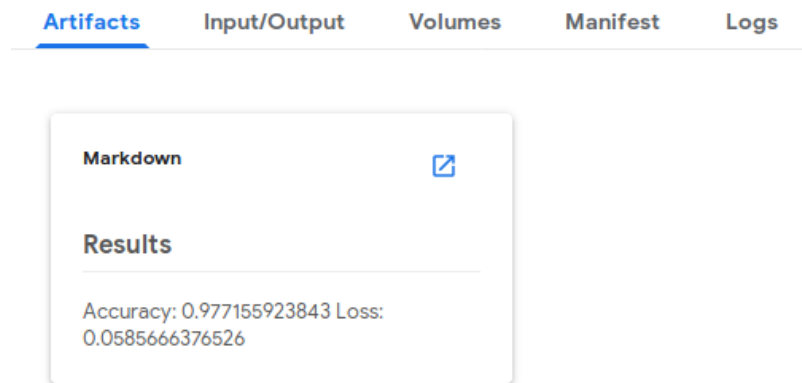 Artifacts Input/Output Volumes Manifest Logs
Markdown
Results
Accuracy: 0.977155923843 Loss:
0.0585666376526